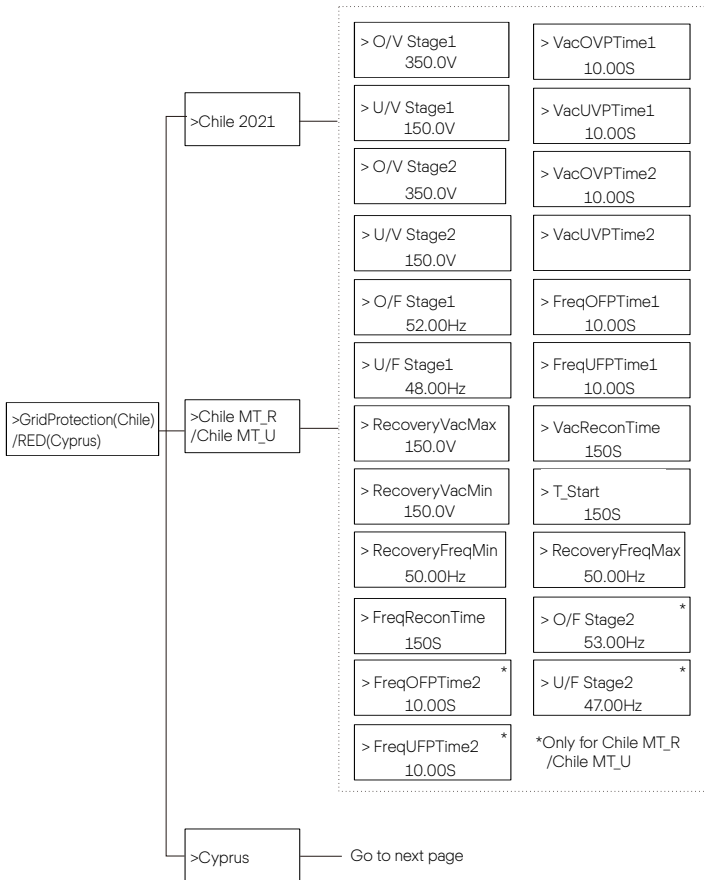 >GridProtection(Chile)
/RED(Cyprus)
>Chile 2021
>Chile MT_R
/Chile MT_U
>Cyprus
Go to next page
> O/V Stage1
350.0V
> VacOVPTime1
10.00S
> U/V Stage1
150.0V
> VacUVPTime1
10.00S
> O/V Stage2
350.0V
> VacOVPTime2
10.00S
> U/V Stage2
150.0V
> VacUVPTime2
> O/F Stage1
52.00Hz
> FreqOFPTime1
10.00S
> U/F Stage1
48.00Hz
> FreqUFPTime1
10.00S
> RecoveryVacMax
150.0V
> VacReconTime
150S
> RecoveryVacMin
150.0V
> T_Start
150S
> RecoveryFreqMin
50.00Hz
> RecoveryFreqMax
50.00Hz
> FreqReconTime
150S
> O/F Stage2 *
53.00Hz
> FreqOFPTime2 *
10.00S
> U/F Stage2 *
47.00Hz
> FreqUFPTime2 *
10.00S
*Only for Chile MT_R
/Chile MT_U